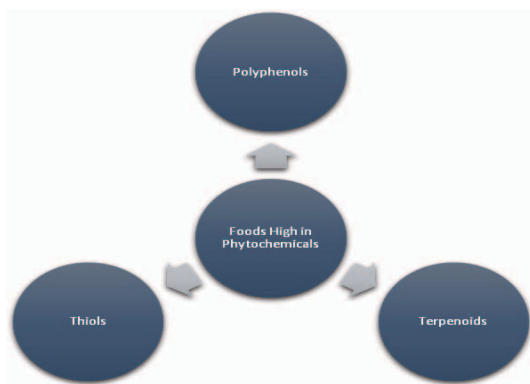 Polyphenols
Foods High in
Phytochemicals
Thiols
Terpenoids